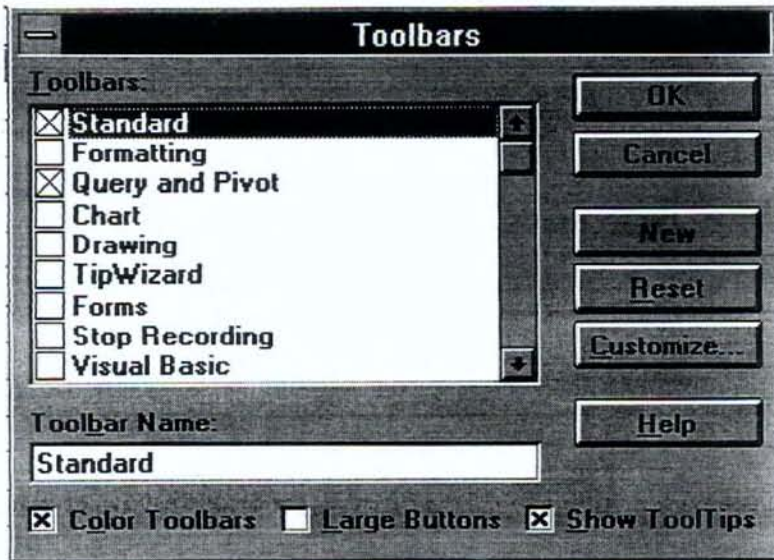 Toolbars
Toolbars:
Standard
Formatting
Query and Pivot
Chart
Drawing
TipWizard
Forms
Stop Recording
Visual Basic
OK
Cancel
New
Reset
Customize...
Help
Toolbar Name:
Standard
Color Toolbars Large Buttons Show ToolTips